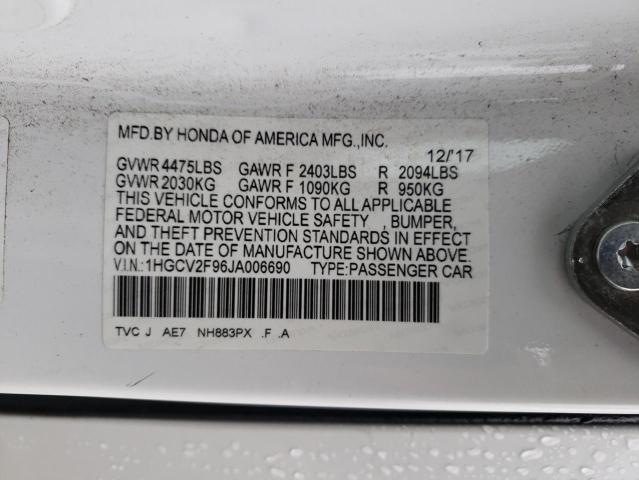 MFD.BY HONDA OF AMERICA MFG.,INC.
12/'17
GVWR 4475LBS GAWR F 2403LBS R 2094LBS
GVWR 2030KG GAWR F 1090KG R 950KG
THIS VEHICLE CONFORMS TO ALL APPLICABLE
FEDERAL MOTOR VEHICLE SAFETY , BUMPER,
AND THEFT PREVENTION STANDARDS IN EFFECT
ON THE DATE OF MANUFACTURE SHOWN ABOVE.
V.I.N.:1HGCV2F96JA006690 TYPE:PASSENGER CAR
TVC J AE7 NH883PX .F .A